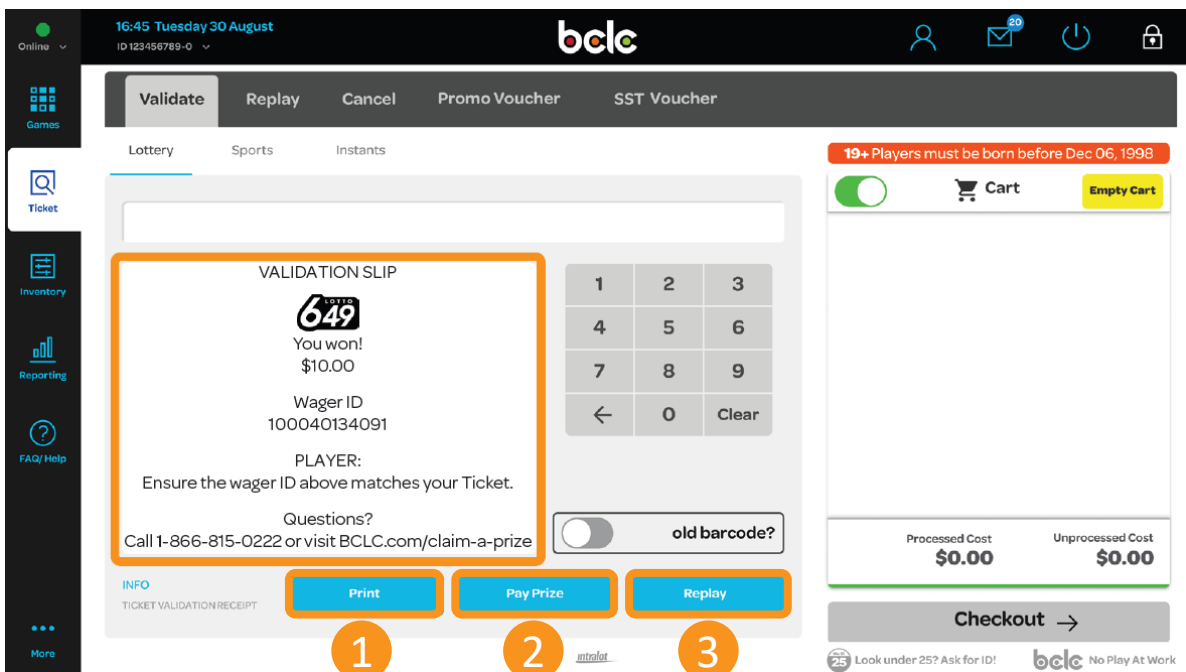 Online
16:45 Tuesday 30 August
ID 123456789-0
bclc
20
Games
Ticket
Inventory
Reporting
FAQ/Help
More
Validate Replay Cancel Promo Voucher SST Voucher
Lottery Sports Instants
VALIDATION SLIP
LOTTO
649
You won!
$10.00
Wager ID
100040134091
PLAYER:
Ensure the wager ID above matches your Ticket.
Questions?
Call 1-866-815-0222 or visit BCLC.com/claim-a-prize
1 2 3
4 5 6
7 8 9
← 0 Clear
old barcode?
INFO
TICKET VALIDATION RECEIPT
Print Pay Prize Replay
1 2 3
intralot
19+ Players must be born before Dec 06, 1998
Cart
Empty Cart
Processed Cost Unprocessed Cost
$0.00 $0.00
Checkout →
25 Look under 25? Ask for ID!
bclc No Play At Work